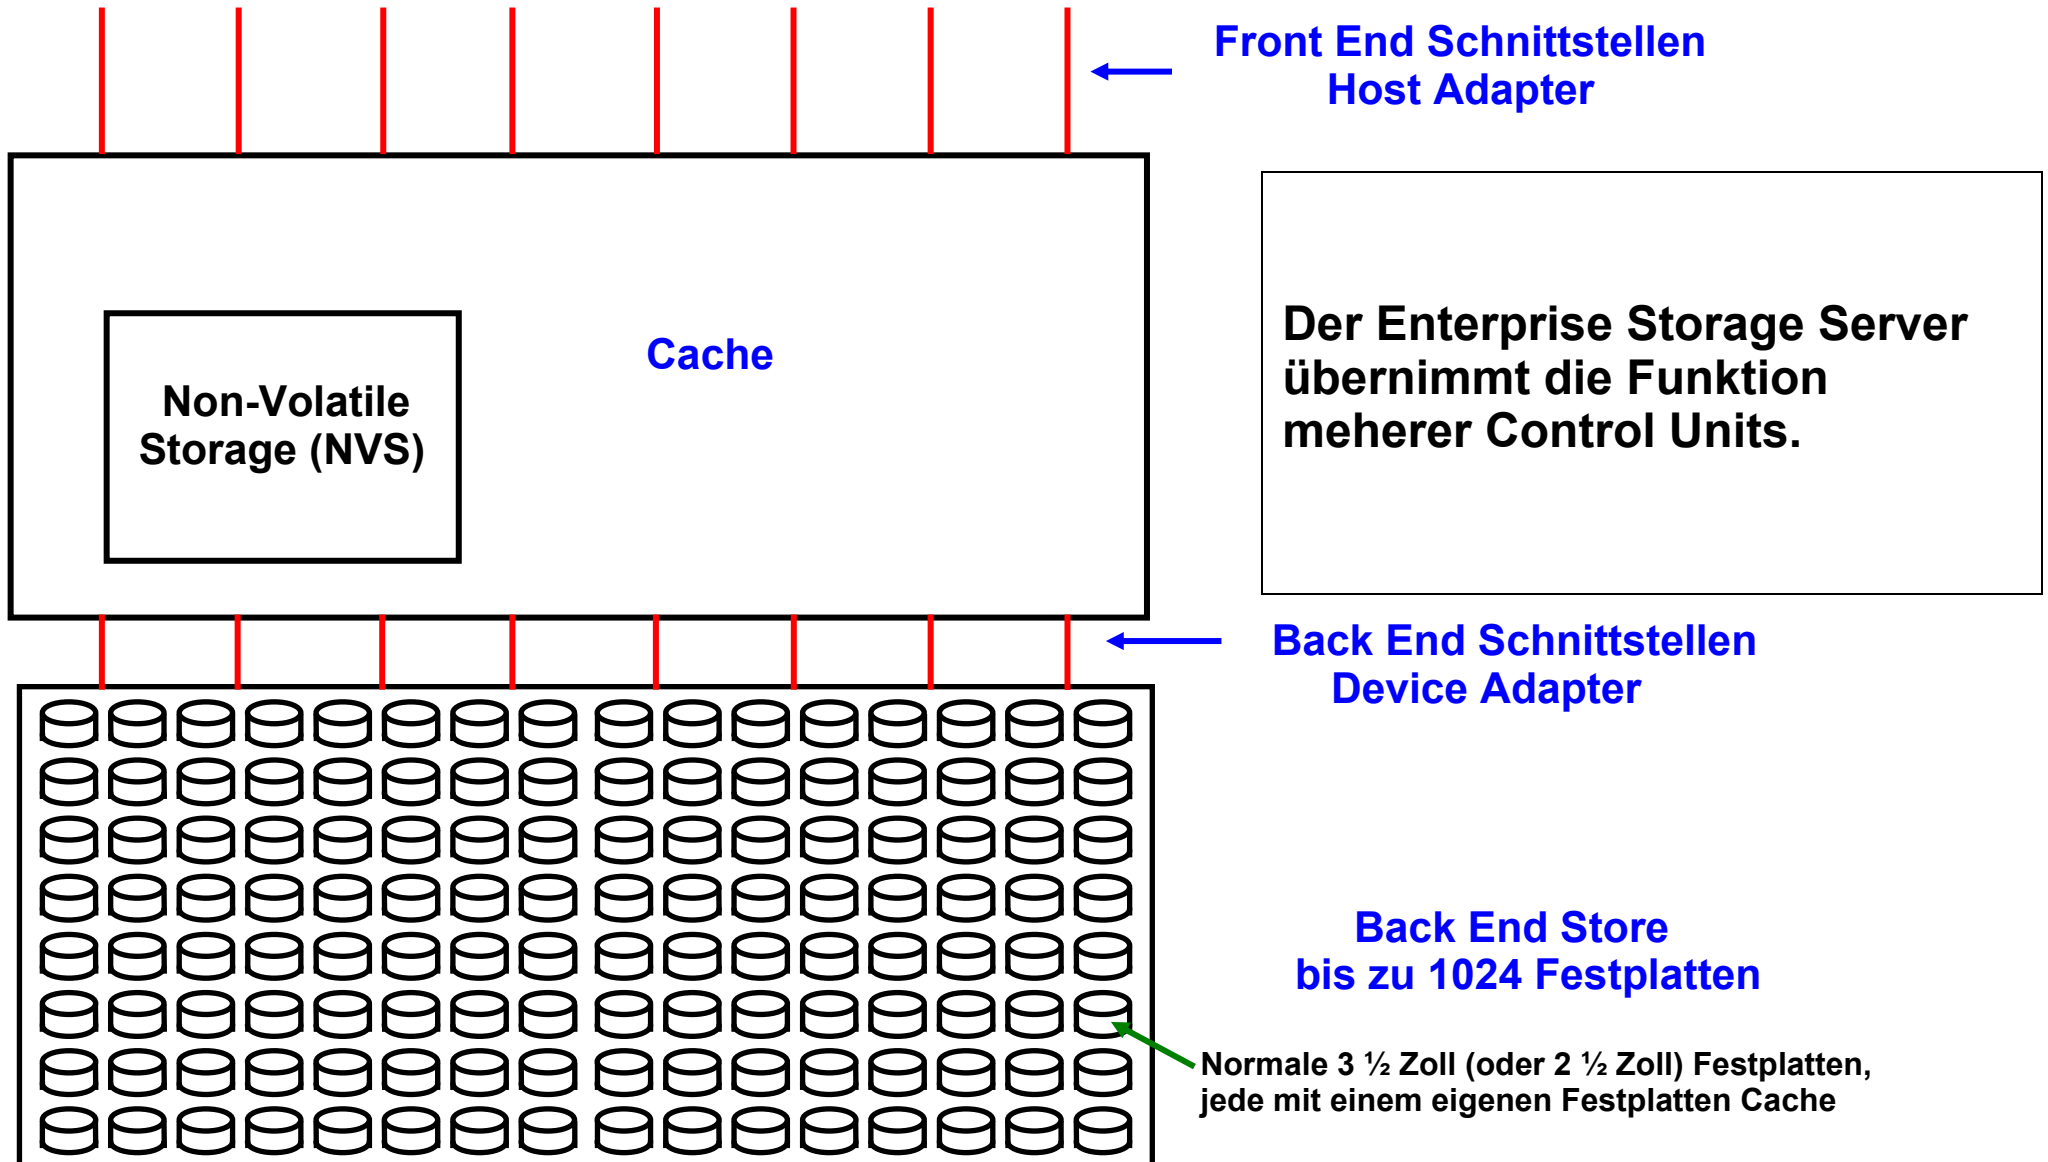 Front End Schnittstellen
Host Adapter
Cache
Non-Volatile
Storage (NVS)
Der Enterprise Storage Server
übernimmt die Funktion
meherer Control Units.
Back End Schnittstellen
Device Adapter
Back End Store
bis zu 1024 Festplatten
Normale 3 ½ Zoll (oder 2 ½ Zoll) Festplatten,
jede mit einem eigenen Festplatten Cache